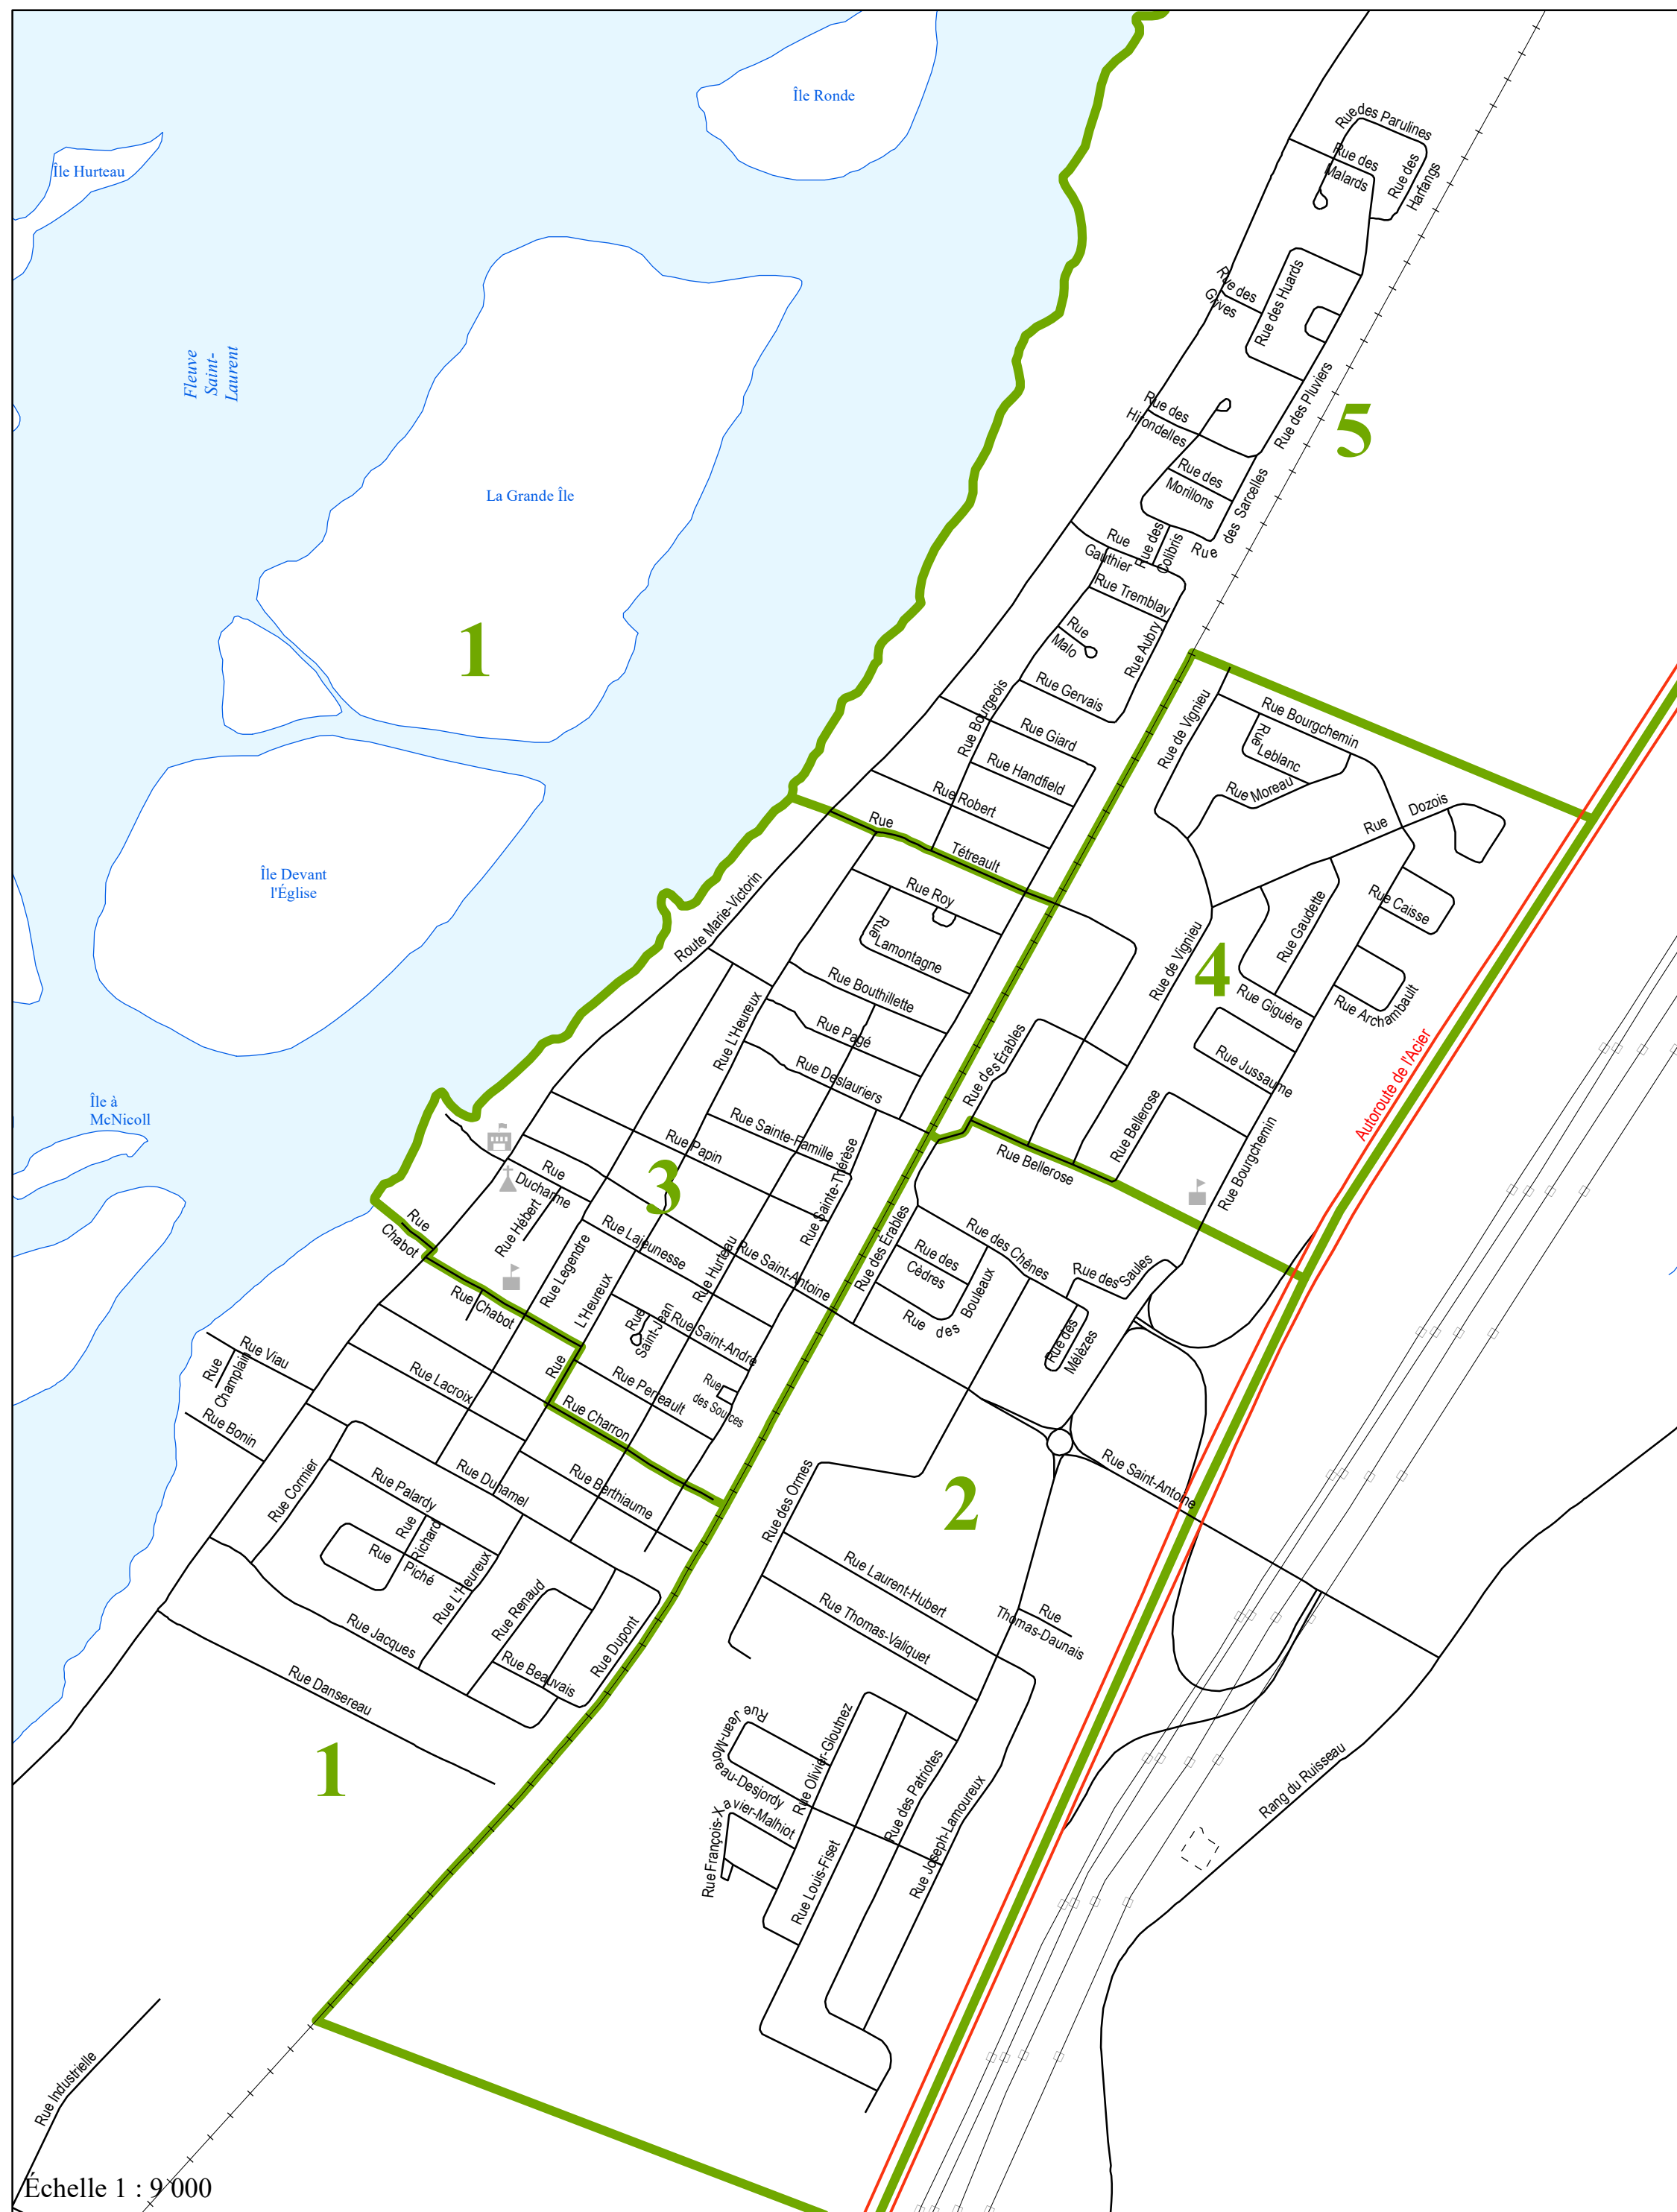 Île Ronde
Île Hurteau
Fleuve
Saint-
Laurent
La Grande Île
1
Île Devant
l'Église
Île à
McNicoll
Rue des Parulines
Rue des
Malards
Rue des
Harfangs
Rue des
Grives
Rue des Huards
Rue des Pluviers
5
Rue des
Hirondelles
Rue des
Morillons
Rue des Sarcelles
Rue des
Colibris
Rue
Gauthier
Rue Tremblay
Rue
Malo
Rue Aubry
Rue Gervais
Rue Bourgeois
Rue Giard
Rue Handfield
Rue Robert
Rue
Tétreault
Rue de Vignieu
Rue Bourgchemin
Rue
Leblanc
Rue Moreau
Rue Dozois
Rue Caisse
Rue Gaudette
4
Rue de Vignieu
Rue Giguère
Rue Archambault
Rue Jussaume
Autoroute de l'Acier
Route Marie-Victorin
Rue Roy
Rue
Lamontagne
Rue Bouthillette
Rue L'Heureux
Rue Pagé
Rue Deslauriers
Rue des Érables
Rue Bellerose
Rue Bellerose
Rue Bourgchemin
Rue Sainte-Famille
Rue Papin
3
Rue Sainte-Thérèse
Rue
Ducharme
Rue Hébert
Rue
Chabot
Rue Lajeunesse
Rue Legendre
Rue Hurteau
Rue Saint-Antoine
Rue des Érables
Rue des Chênes
Rue des
Cèdres
Rue des Bouleaux
Rue des Saules
Rue des
Mélèzes
Rue Chabot
Rue L'Heureux
Rue
Saint-Jean
Rue Saint-André
Rue Perreault
Rue
des Sources
Rue Charron
Rue Viau
Rue
Champlain
Rue Bonin
Rue Lacroix
Rue Duhamel
Rue Berthiaume
Rue Cormier
Rue Palardy
Rue
Richard
Rue
Piché
Rue L'Heureux
Rue Renaud
Rue Dupont
Rue Beauvais
Rue Jacques
Rue Dansereau
1
Rue des Ormes
2
Rue Saint-Antoine
Rue Laurent-Hubert
Rue Thomas-Valiquet
Rue
Thomas-Daunais
Rue
Jean-Moreau-Desjordy
Rue Olivier-Gloutnez
Rue des Patriotes
Rue Joseph-Lamoureux
Rue François-Xavier-Malhiot
Rue Louis-Fiset
Rang du Ruisseau
Rue Industrielle
Échelle 1 : 9 000